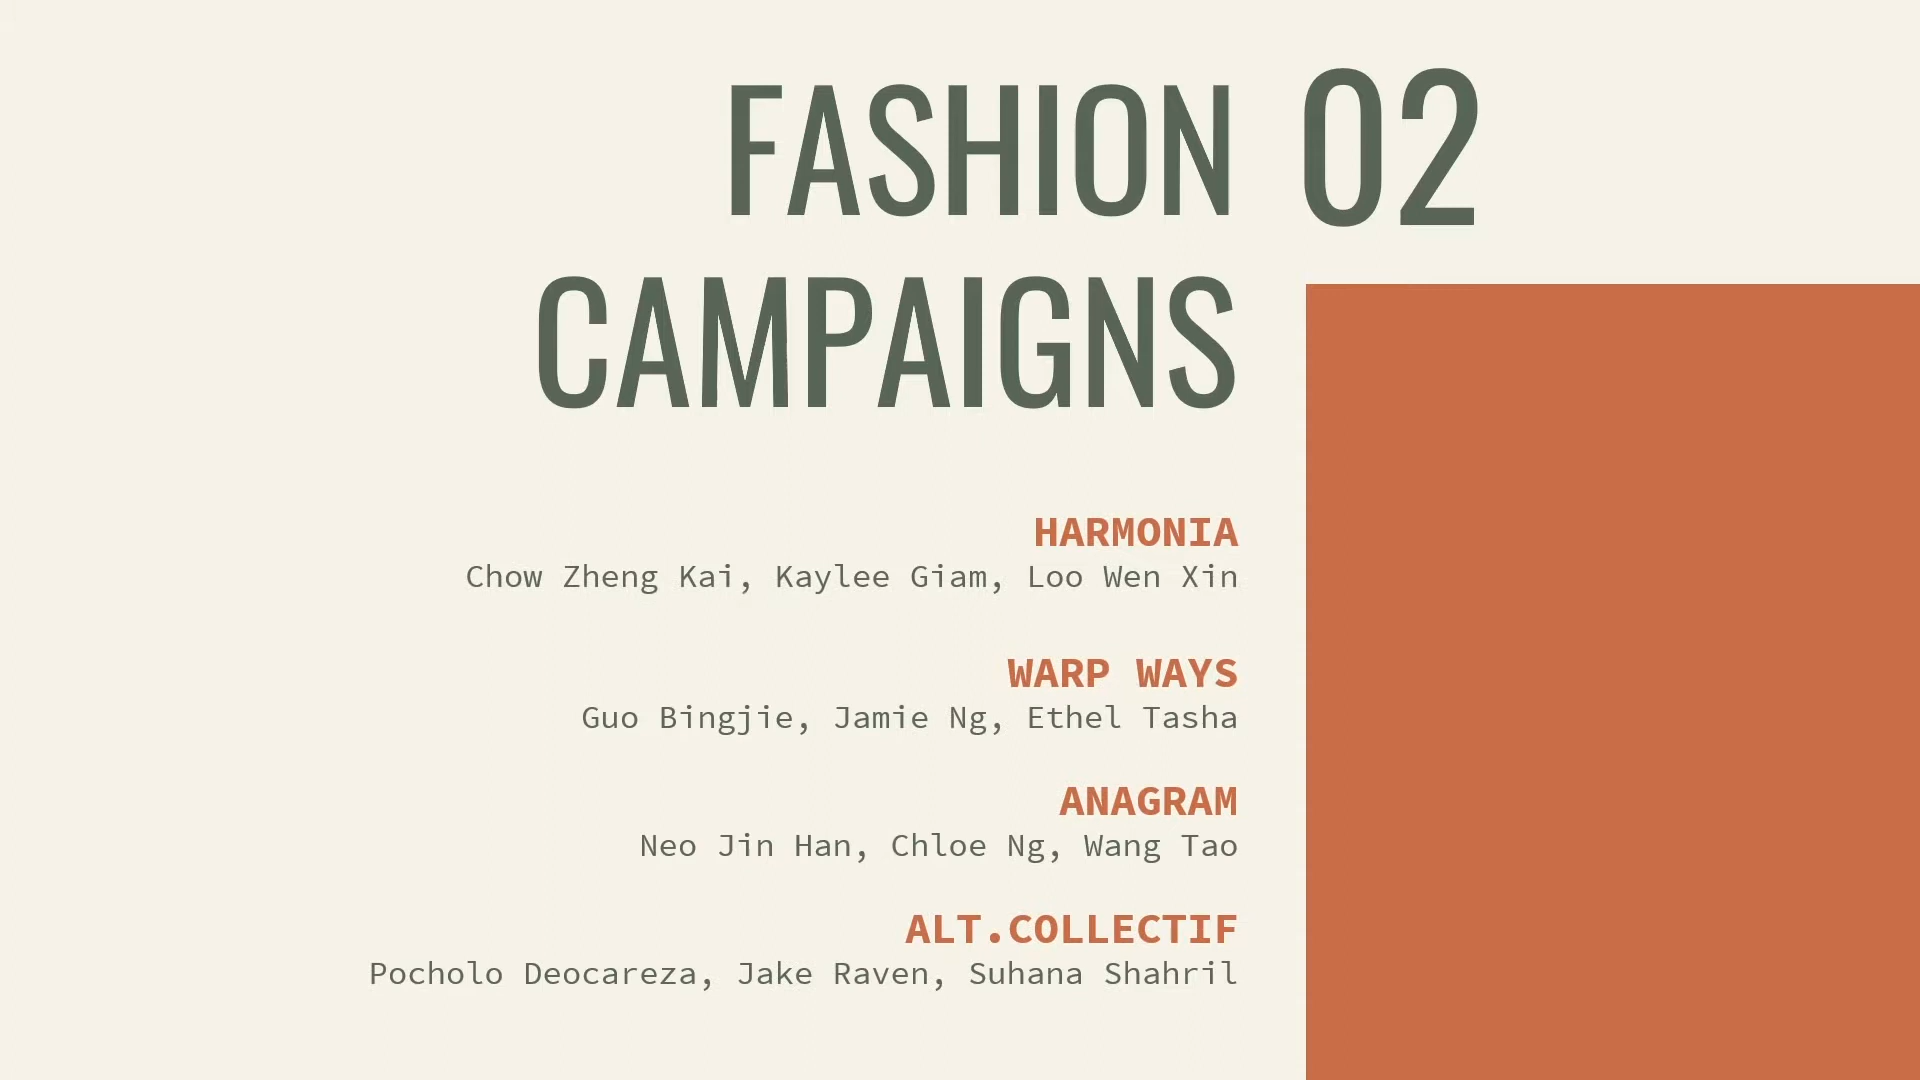 FASHION 02
CAMPAIGNS
HARMONIA
Chow Zheng Kai, Kaylee Giam, Loo Wen Xin
WARP WAYS
Guo Bingjie, Jamie Ng, Ethel Tasha
ANAGRAM
Neo Jin Han, Chloe Ng, Wang Tao
ALT.COLLECTIF
Pocholo Deocareza, Jake Raven, Suhana Shahril